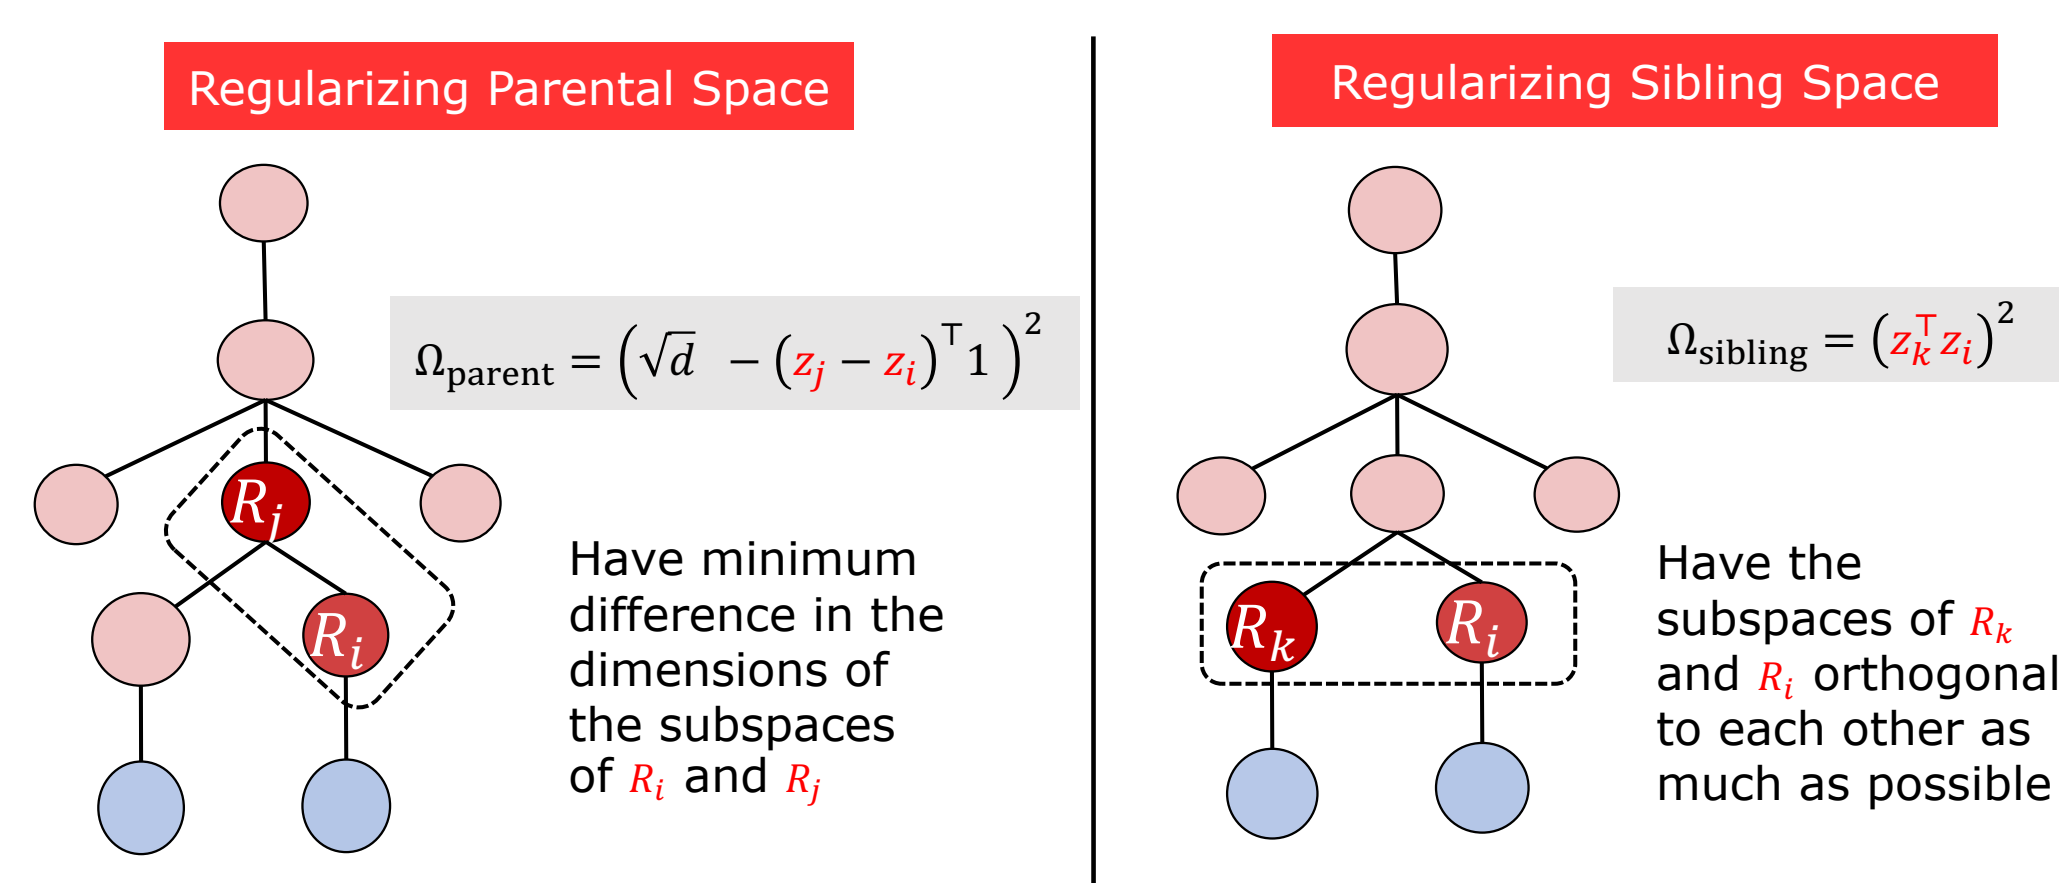 Regularizing Parental Space
Ω_parent = (√d − (z_j − z_i)^⊤ 1)^2
R_j
R_i
Have minimum
difference in the
dimensions of
the subspaces
of R_i and R_j
Regularizing Sibling Space
Ω_sibling = (z_k^⊤ z_i)^2
R_k
R_i
Have the
subspaces of R_k
and R_i orthogonal
to each other as
much as possible